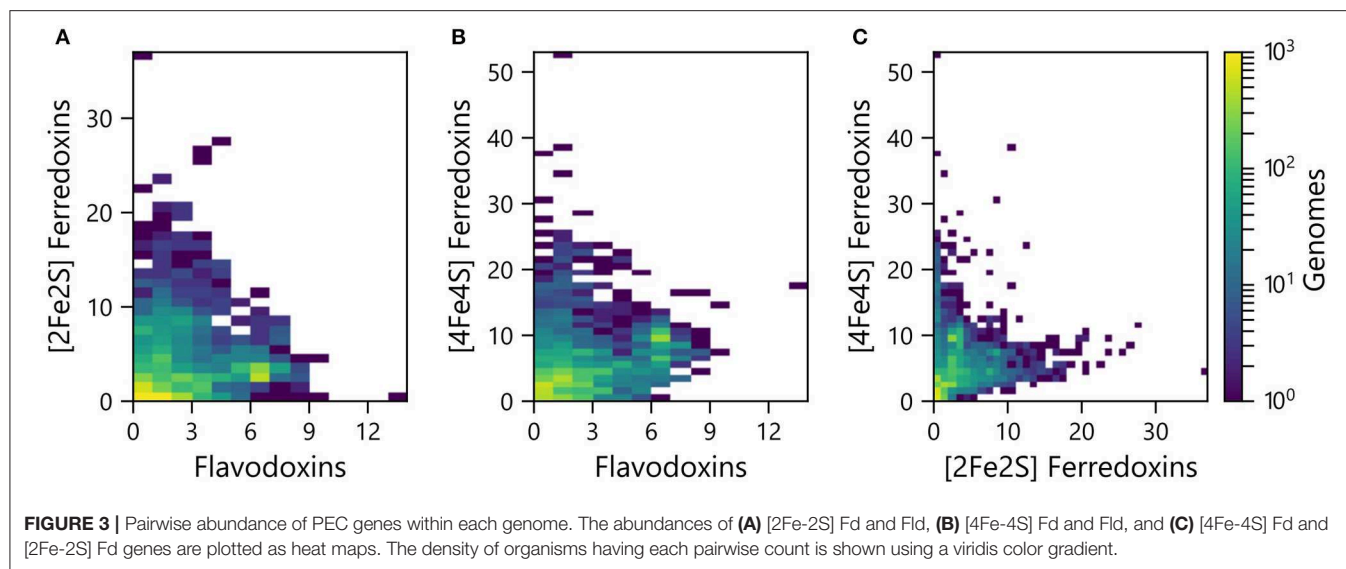 A
B
C
[2Fe2S] Ferredoxins
30
20
10
0
0 3 6 9 12
Flavodoxins
[4Fe4S] Ferredoxins
50
40
30
20
10
0
0 3 6 9 12
Flavodoxins
[4Fe4S] Ferredoxins
50
40
30
20
10
0
0 10 20 30
[2Fe2S] Ferredoxins
10³
10²
10¹
10⁰
Genomes
FIGURE 3 | Pairwise abundance of PEC genes within each genome. The abundances of (A) [2Fe-2S] Fd and Fld, (B) [4Fe-4S] Fd and Fld, and (C) [4Fe-4S] Fd and
[2Fe-2S] Fd genes are plotted as heat maps. The density of organisms having each pairwise count is shown using a viridis color gradient.